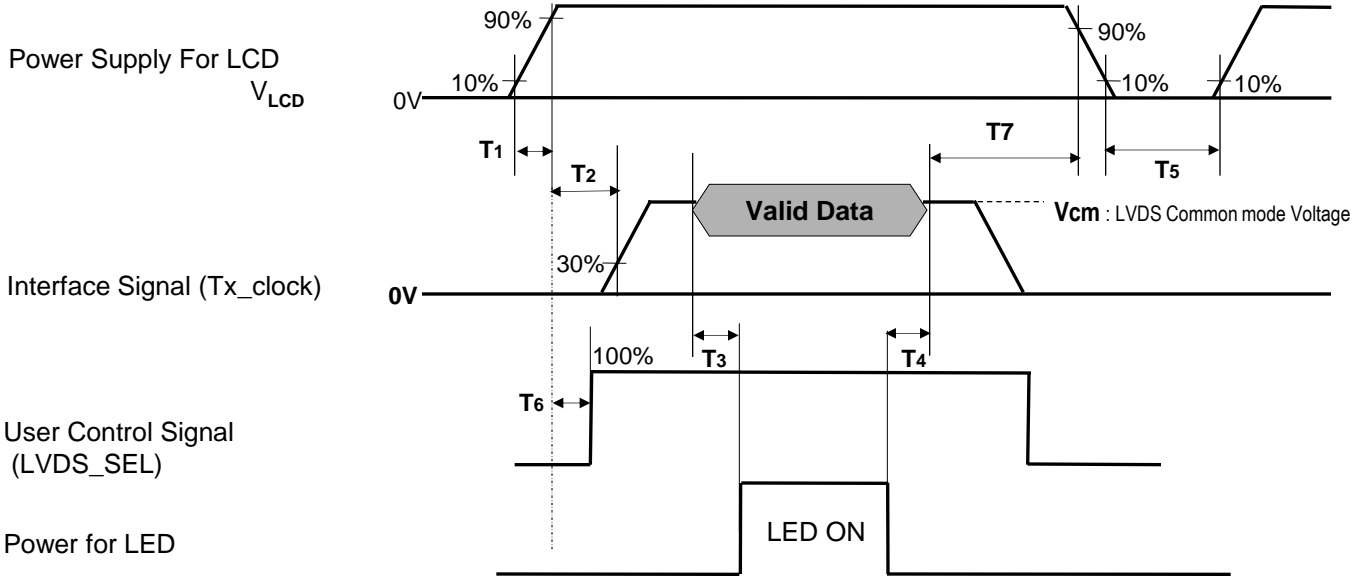 90%
90%
Power Supply For LCD
VLCD
10%
10%
10%
0V
T1
T2
T7
T5
Valid Data
Vcm : LVDS Common mode Voltage
30%
Interface Signal (Tx_clock)
0V
100%
T3
T4
T6
User Control Signal
(LVDS_SEL)
LED ON
Power for LED